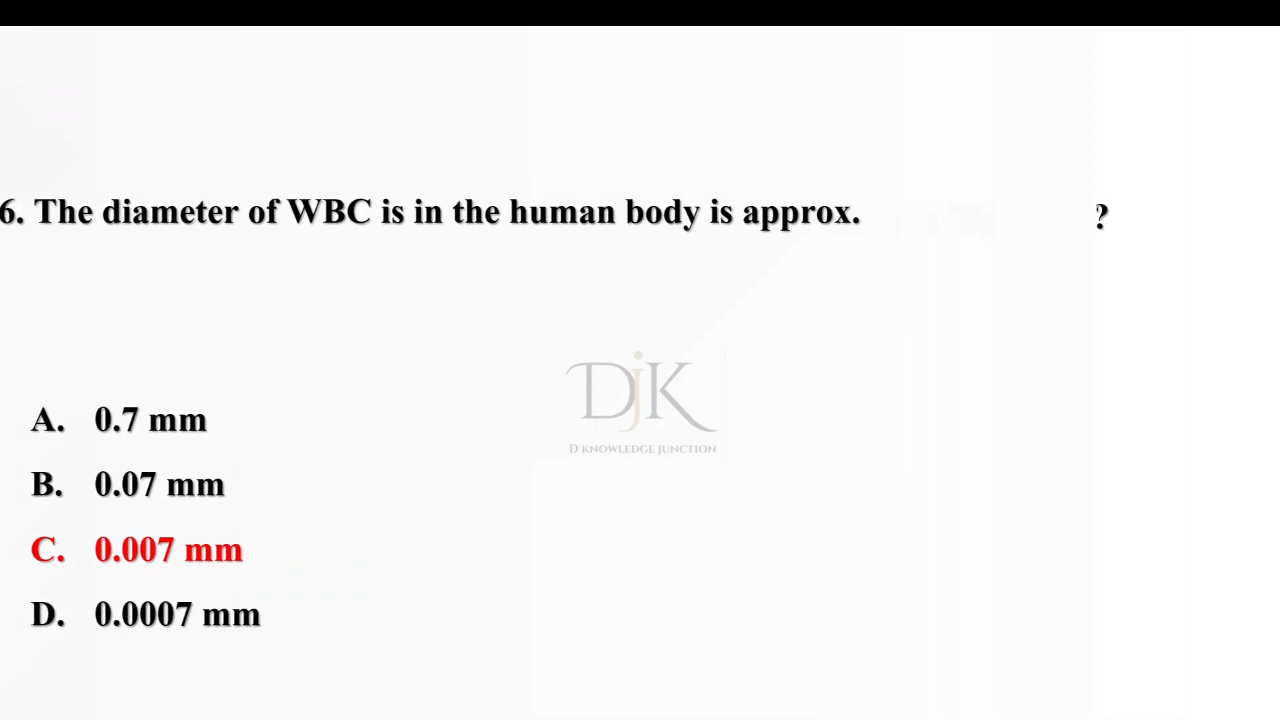 6. The diameter of WBC is in the human body is approx. ?
DjK
D KNOWLEDGE JUNCTION
A. 0.7 mm
B. 0.07 mm
C. 0.007 mm
D. 0.0007 mm